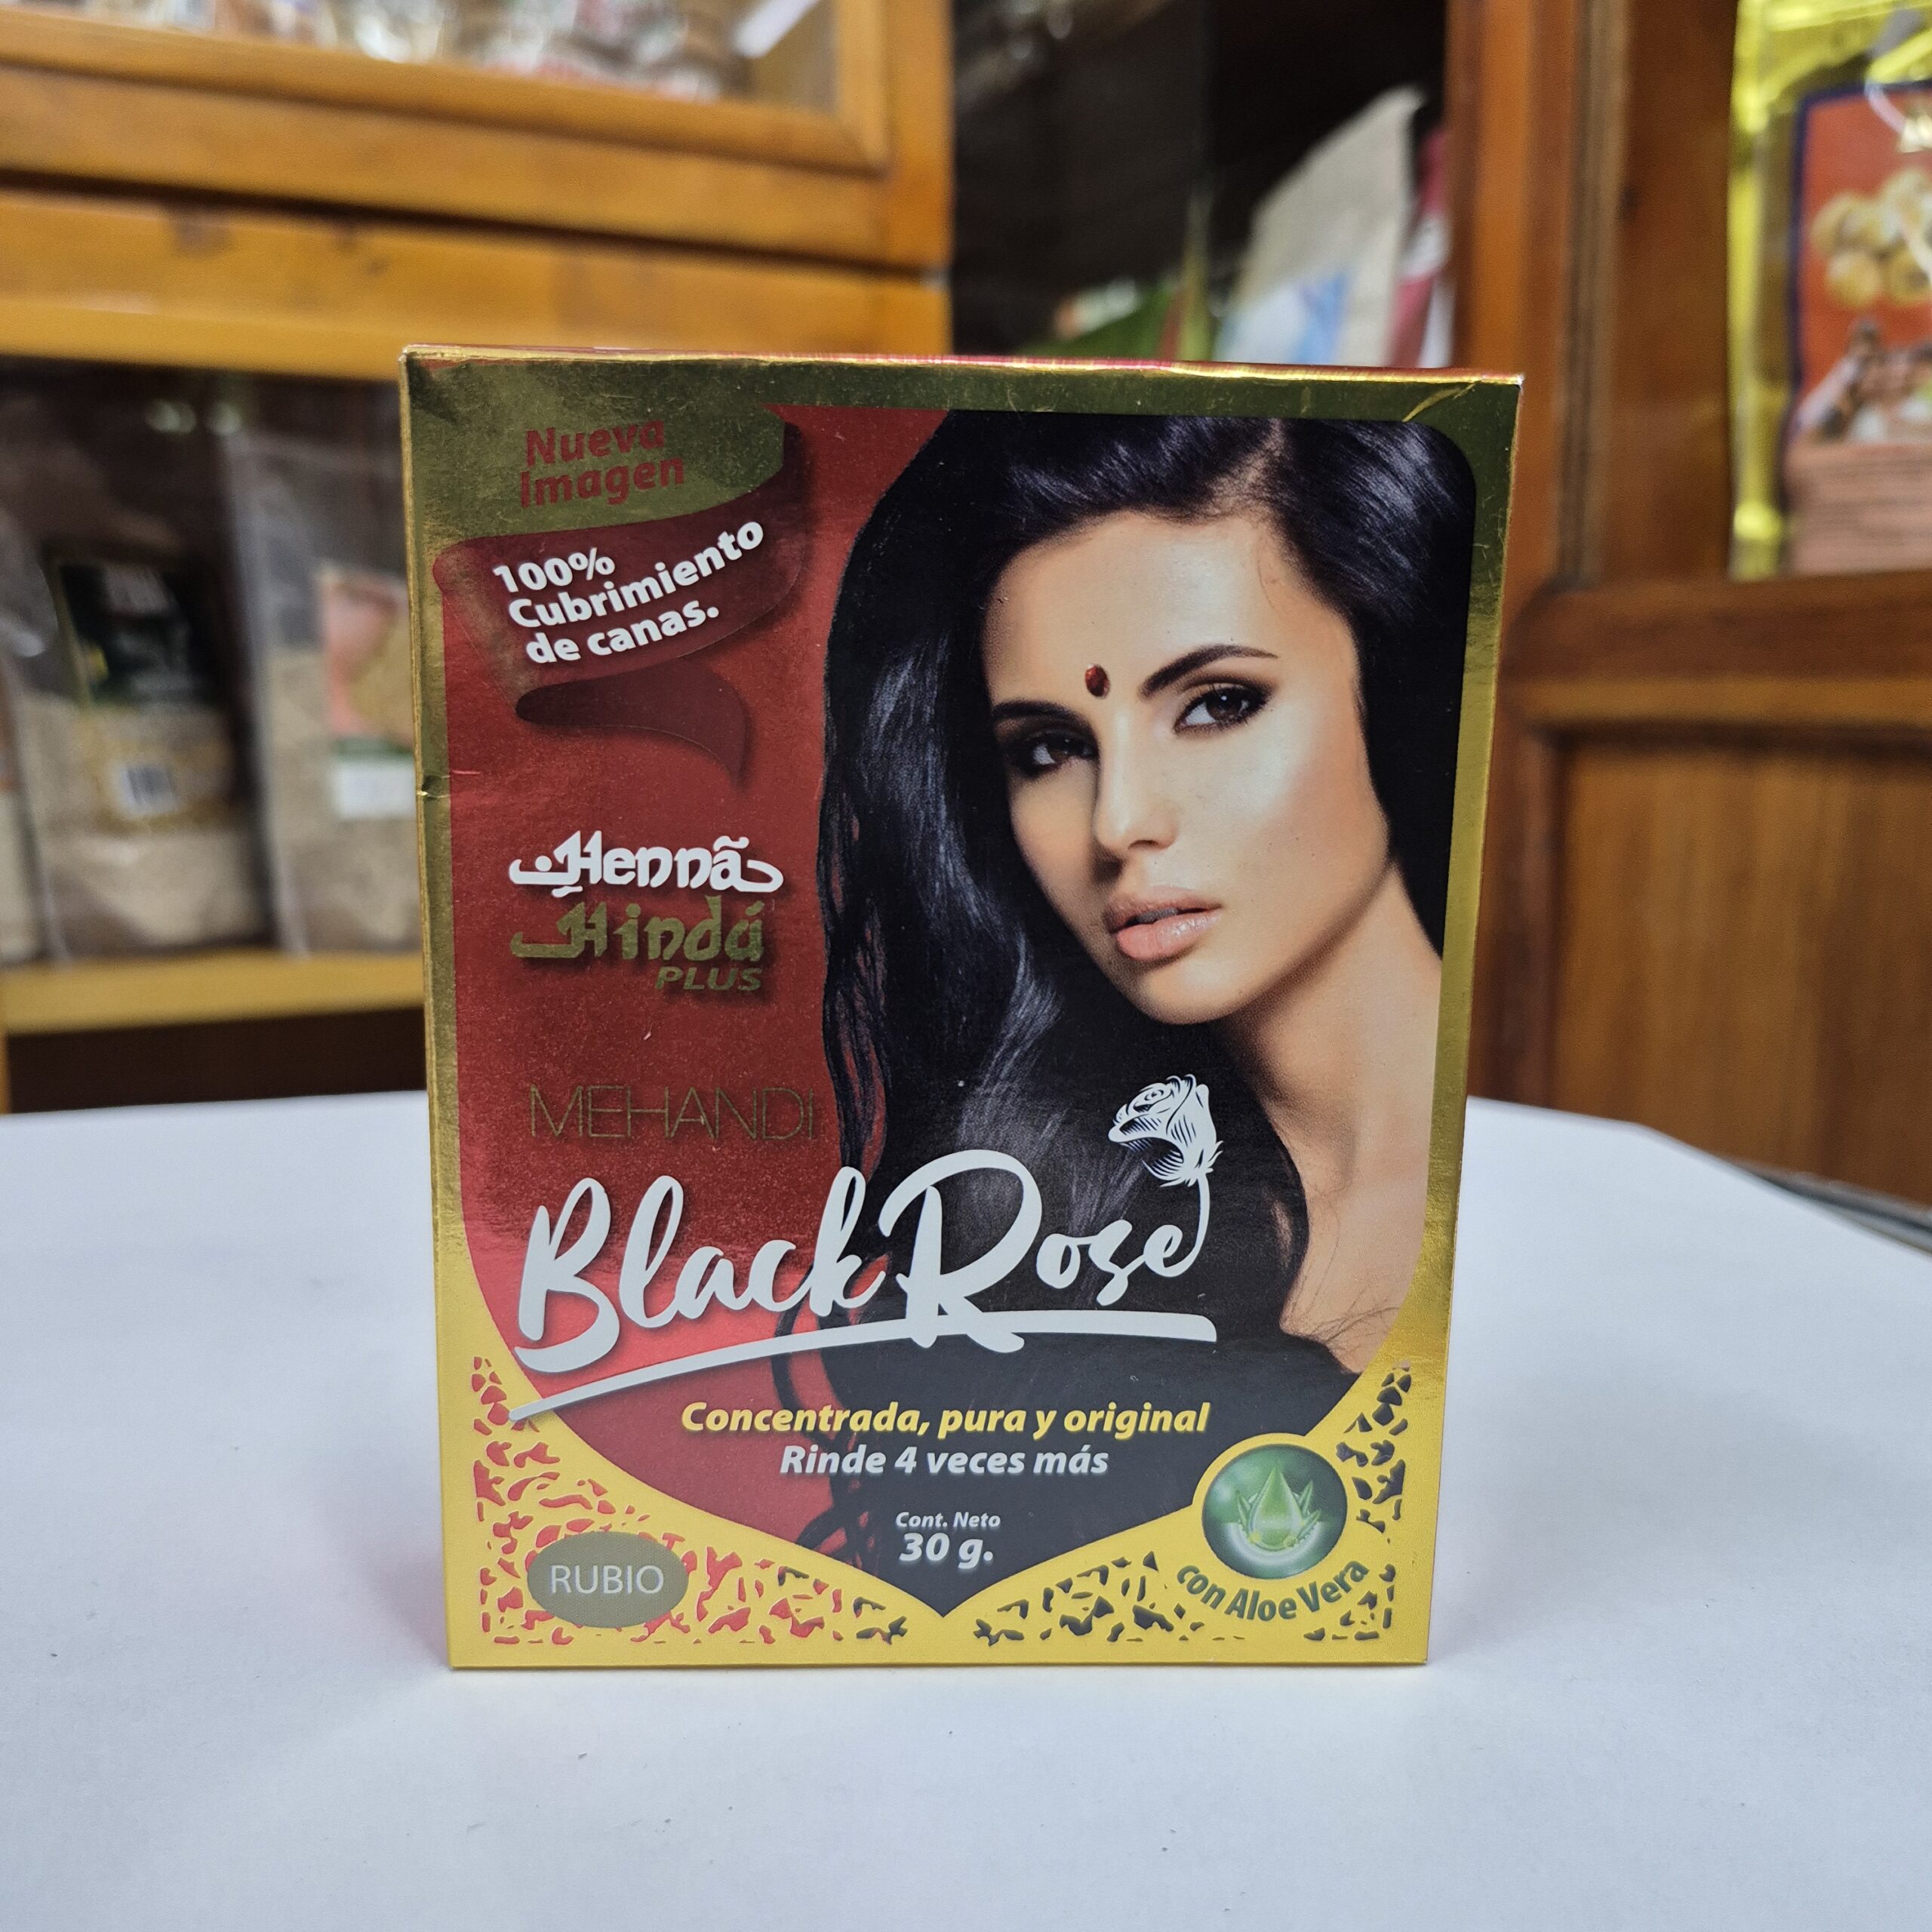 Nueva
Imagen
100%
Cubrimiento
de canas.
Hennã
Hindú
PLUS
MEHANDI
Black Rose
Concentrada, pura y original
Rinde 4 veces más
Cont. Neto
30 g.
RUBIO
con Aloe Vera